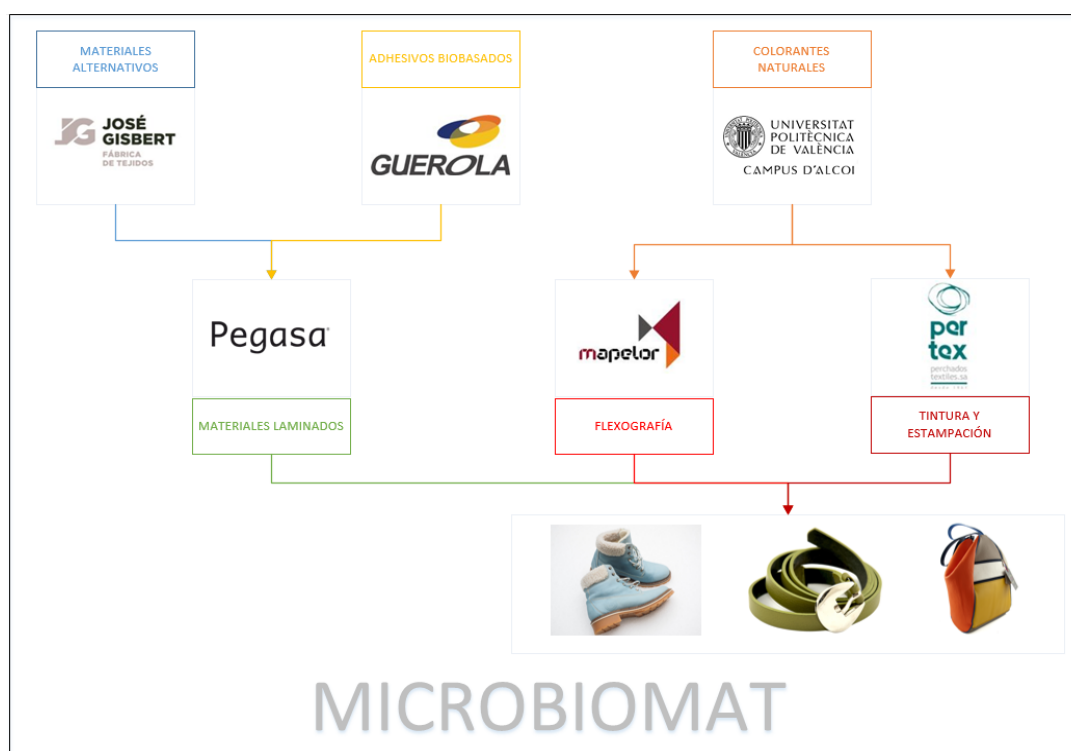 MATERIALES
ALTERNATIVOS
ADHESIVOS BIOBASADOS
COLORANTES
NATURALES
JG JOSÉ
GISBERT
FÁBRICA
DE TEJIDOS
GUEROLA
UNIVERSITAT
POLITÈCNICA
DE VALÈNCIA
CAMPUS D'ALCOI
Pegasa
mapelor
per
tex
perchados
textiles.sa
MATERIALES LAMINADOS
FLEXOGRAFÍA
TINTURA Y
ESTAMPACIÓN
MICROBIOMAT